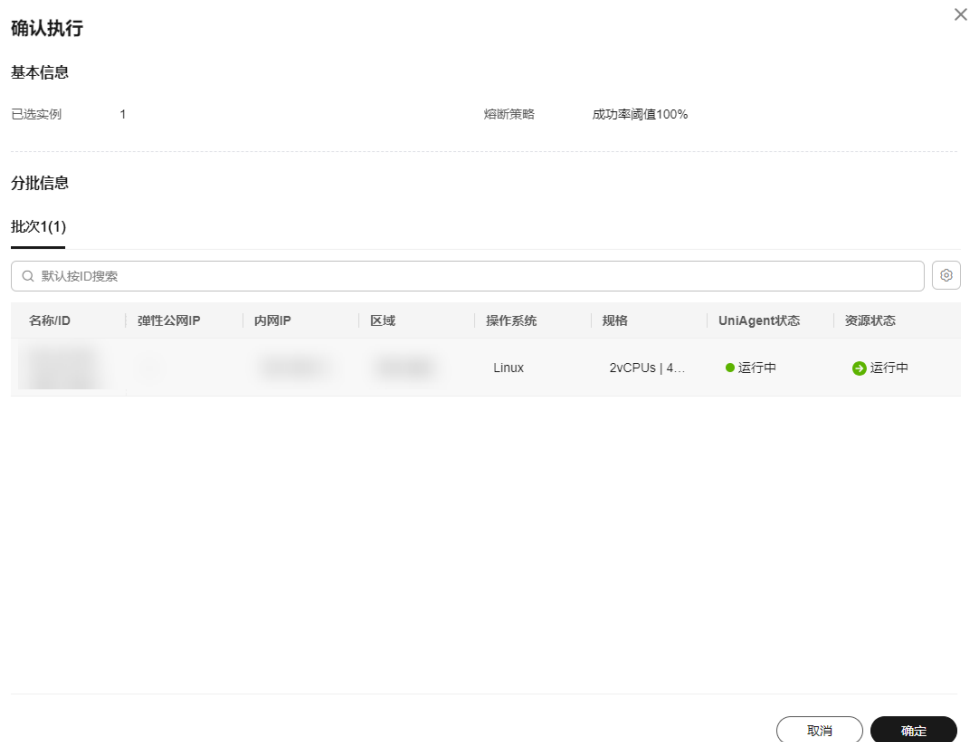 确认执行
基本信息
已选实例 1 熔断策略 成功率阈值100%
分批信息
批次1(1)
默认按ID搜索
名称/ID 弹性公网IP 内网IP 区域 操作系统 规格 UniAgent状态 资源状态
Linux 2vCPUs | 4... 运行中 运行中
取消 确定